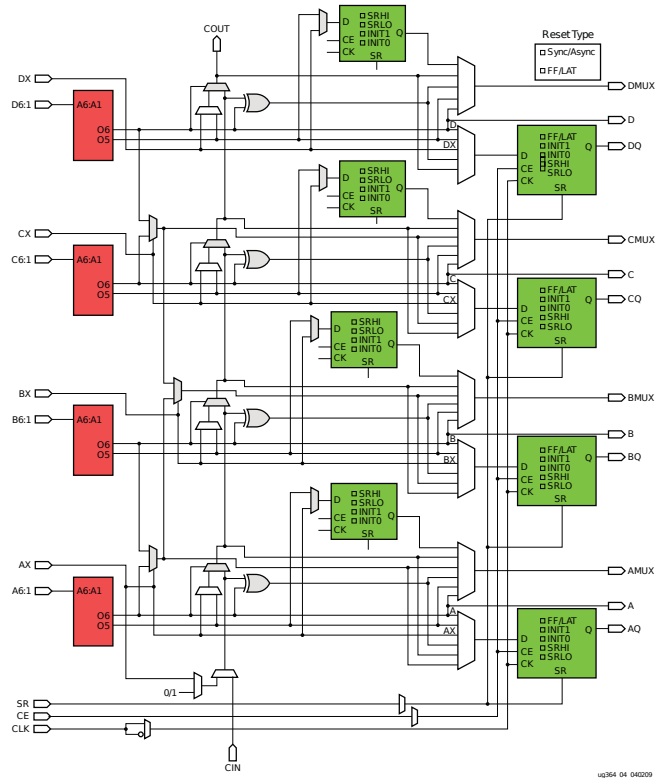 COUT
D
SRHI
SRLO
INIT1
INIT0
Q
CE
CK
SR
Reset Type
Sync/Async
FF/LAT
DX
D6:1
A6:A1
O6
O5
DMUX
D
D
DX
FF/LAT
INIT1
INIT0
SRHI
SRLO
D
CE
CK
Q
SR
DQ
D
SRHI
SRLO
INIT1
INIT0
Q
CE
CK
SR
CX
C6:1
A6:A1
O6
O5
CMUX
C
C
CX
FF/LAT
INIT1
INIT0
SRHI
SRLO
D
CE
CK
Q
SR
CQ
D
SRHI
SRLO
INIT1
INIT0
Q
CE
CK
SR
BX
B6:1
A6:A1
O6
O5
BMUX
B
B
BX
FF/LAT
INIT1
INIT0
SRHI
SRLO
D
CE
CK
Q
SR
BQ
D
SRHI
SRLO
INIT1
INIT0
Q
CE
CK
SR
AX
A6:1
A6:A1
O6
O5
AMUX
A
A
AX
FF/LAT
INIT1
INIT0
SRHI
SRLO
D
CE
CK
Q
SR
AQ
0/1
SR
CE
CLK
CIN
ug364_04_040209